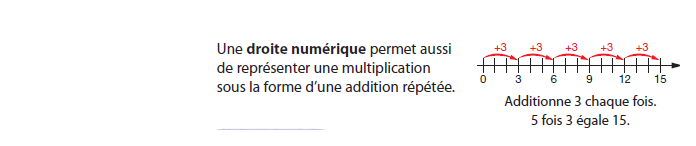 Une droite numérique permet aussi
de représenter une multiplication
sous la forme d'une addition répétée.
+3 +3 +3 +3 +3
0 3 6 9 12 15
Additionne 3 chaque fois.
5 fois 3 égale 15.